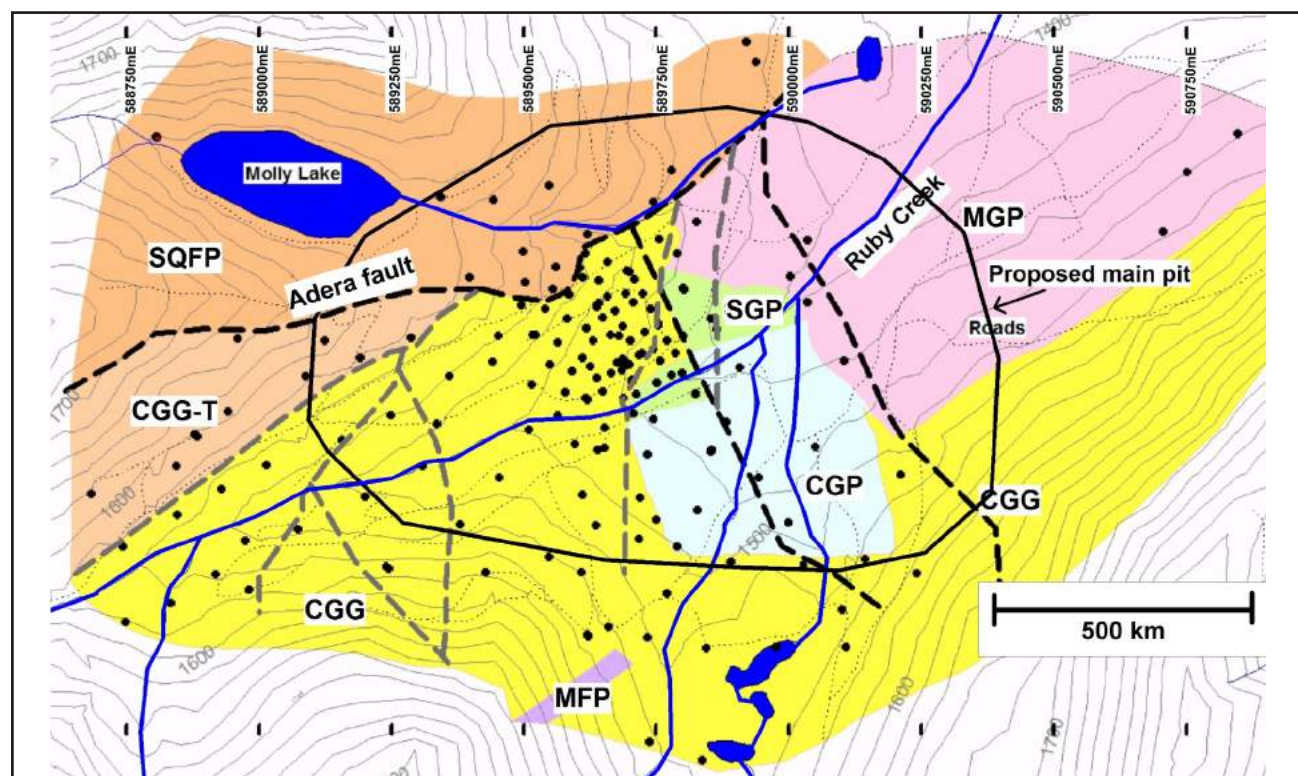 1700
1400
588750mE
589000mE
589250mE
589500mE
589750mE
590000mE
590250mE
590500mE
590750mE
Molly Lake
Ruby Creek
MGP
SQFP
Adera fault
Proposed main pit
SGP
Roads
1700
CGG-T
CGP
CGG
1600
1500
500 km
CGG
1600
MFP
1600
1700